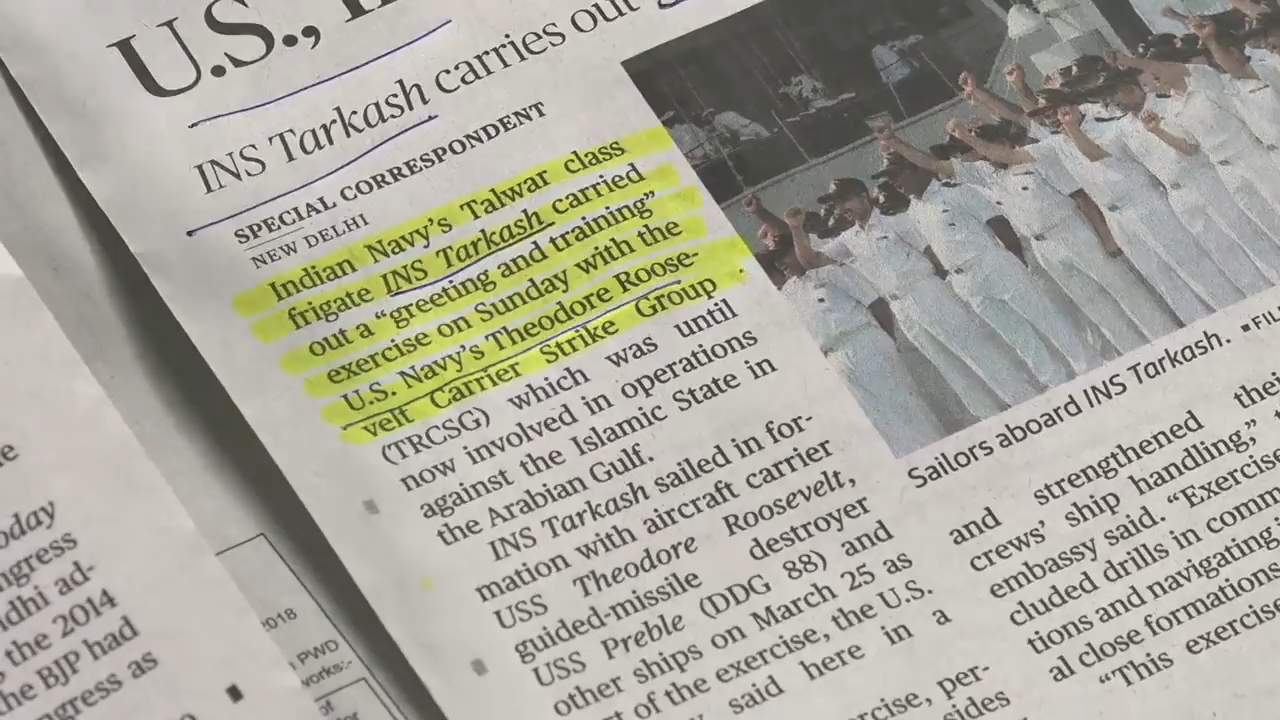 U.S.,
INS Tarkash carries out
SPECIAL CORRESPONDENT
NEW DELHI
Indian Navy's Talwar class
frigate INS Tarkash carried
out a “greeting and training”
exercise on Sunday with the
U.S. Navy's Theodore Roose-
velt Carrier Strike Group
(TRCSG) which was until
now involved in operations
against the Islamic State in
the Arabian Gulf.
INS Tarkash sailed in for-
mation with aircraft carrier
USS Theodore Roosevelt,
guided-missile destroyer
USS Preble (DDG 88) and
other ships on March 25 as
of the exercise, the U.S.
said here in a
Sailors aboard INS Tarkash. ■FIL
and strengthened thei
crews' ship handling,”
embassy said. “Exercise
cluded drills in comm
tions and navigating i
al close formations
“This exercise
rcise, per-
sides
oday
ngress
dhi ad-
the 2014
he BJP had
ngress as
2018
PWD
works:-